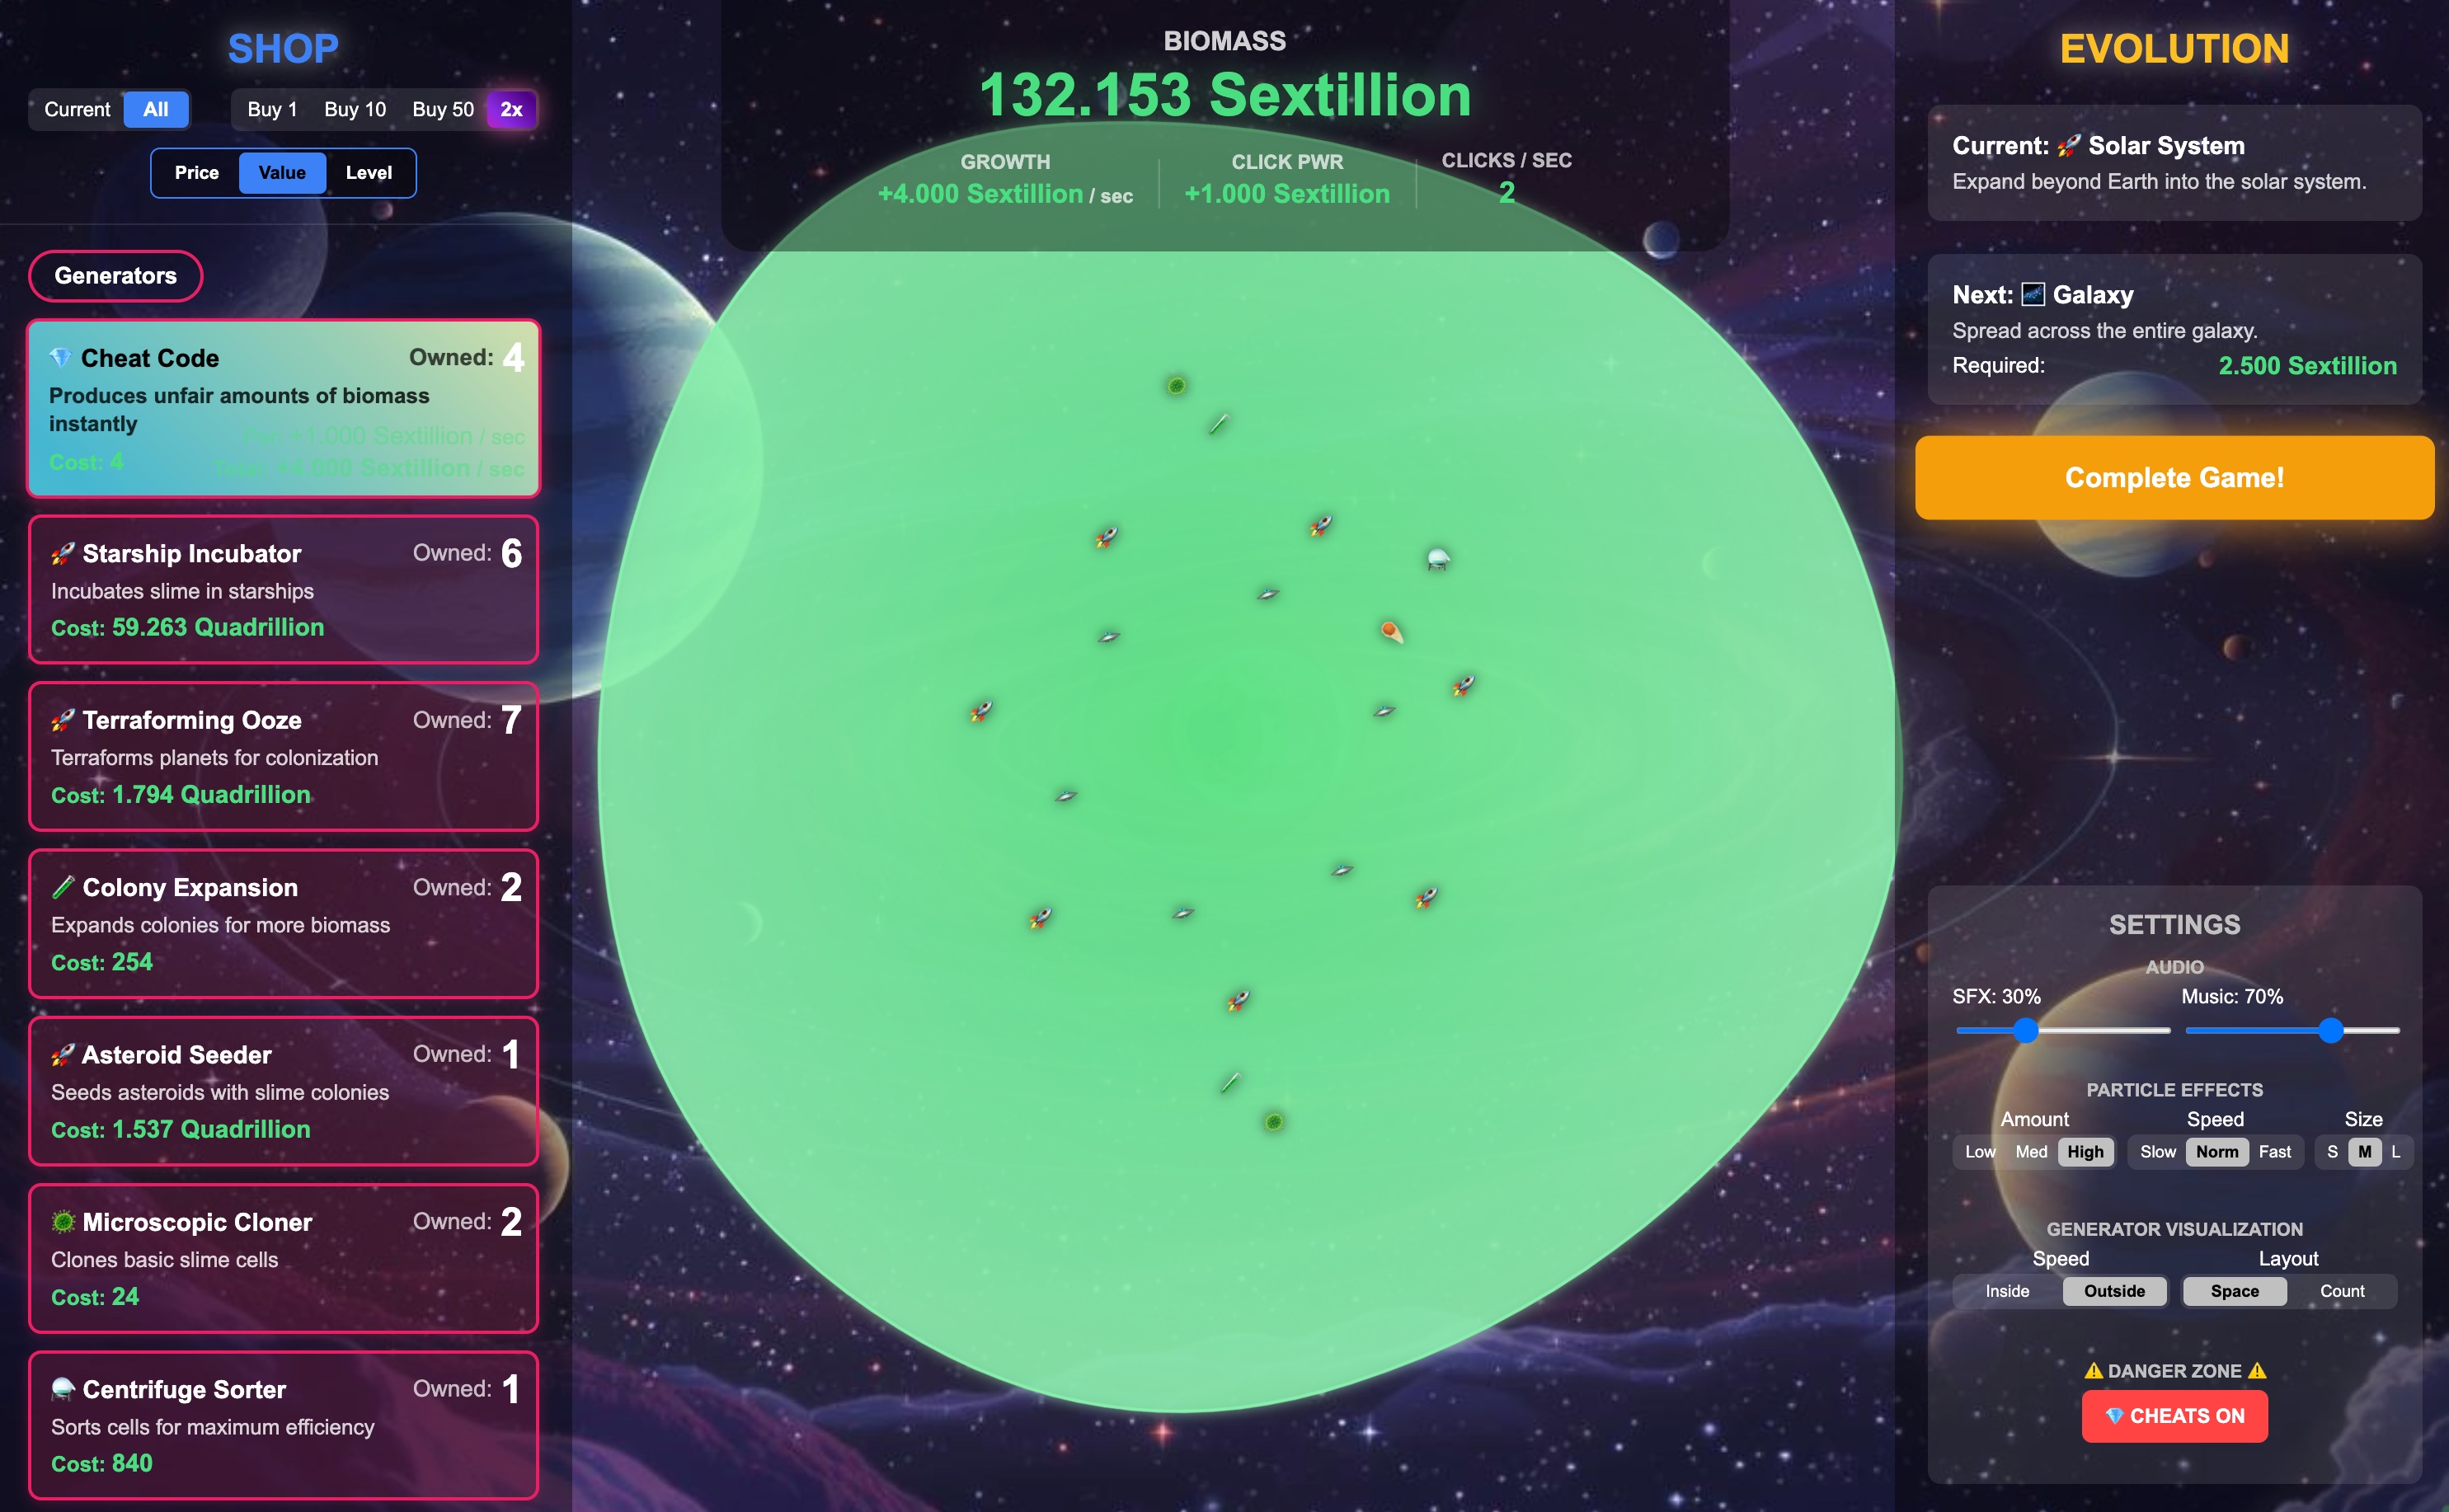 SHOP
Current All Buy 1 Buy 10 Buy 50 2x
Price Value Level
Generators
Cheat Code Owned: 4
Produces unfair amounts of biomass
instantly
Per: +1.000 Sextillion / sec
Cost: 4 Total: +4.000 Sextillion / sec
Starship Incubator Owned: 6
Incubates slime in starships
Cost: 59.263 Quadrillion
Terraforming Ooze Owned: 7
Terraforms planets for colonization
Cost: 1.794 Quadrillion
Colony Expansion Owned: 2
Expands colonies for more biomass
Cost: 254
Asteroid Seeder Owned: 1
Seeds asteroids with slime colonies
Cost: 1.537 Quadrillion
Microscopic Cloner Owned: 2
Clones basic slime cells
Cost: 24
Centrifuge Sorter Owned: 1
Sorts cells for maximum efficiency
Cost: 840
BIOMASS
132.153 Sextillion
GROWTH CLICK PWR CLICKS / SEC
+4.000 Sextillion / sec +1.000 Sextillion 2
EVOLUTION
Current: Solar System
Expand beyond Earth into the solar system.
Next: Galaxy
Spread across the entire galaxy.
Required: 2.500 Sextillion
Complete Game!
SETTINGS
AUDIO
SFX: 30% Music: 70%
PARTICLE EFFECTS
Amount Speed Size
Low Med High Slow Norm Fast S M L
GENERATOR VISUALIZATION
Speed Layout
Inside Outside Space Count
DANGER ZONE
CHEATS ON